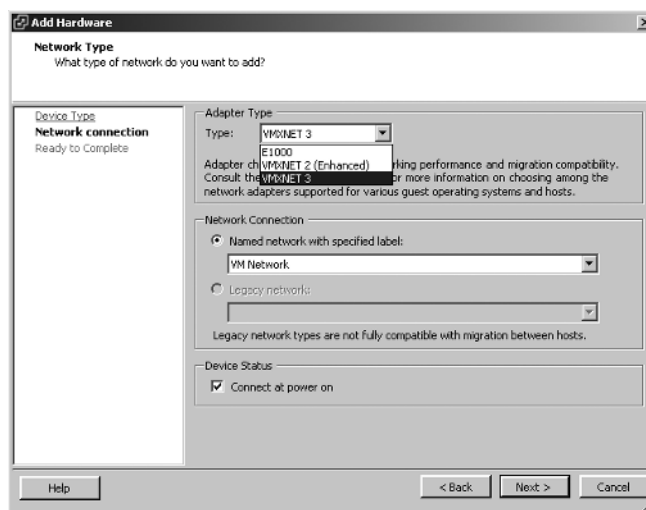 Add Hardware
Network Type
What type of network do you want to add?
Device Type
Network connection
Ready to Complete
Adapter Type
Type: VMXNET 3
E1000
VMXNET 2 (Enhanced)
VMXNET 3
Adapter ch rking performance and migration compatibility.
Consult the or more information on choosing among the
network adapters supported for various guest operating systems and hosts.
Network Connection
Named network with specified label:
VM Network
Legacy network:
Legacy network types are not fully compatible with migration between hosts.
Device Status
Connect at power on
Help
< Back
Next >
Cancel